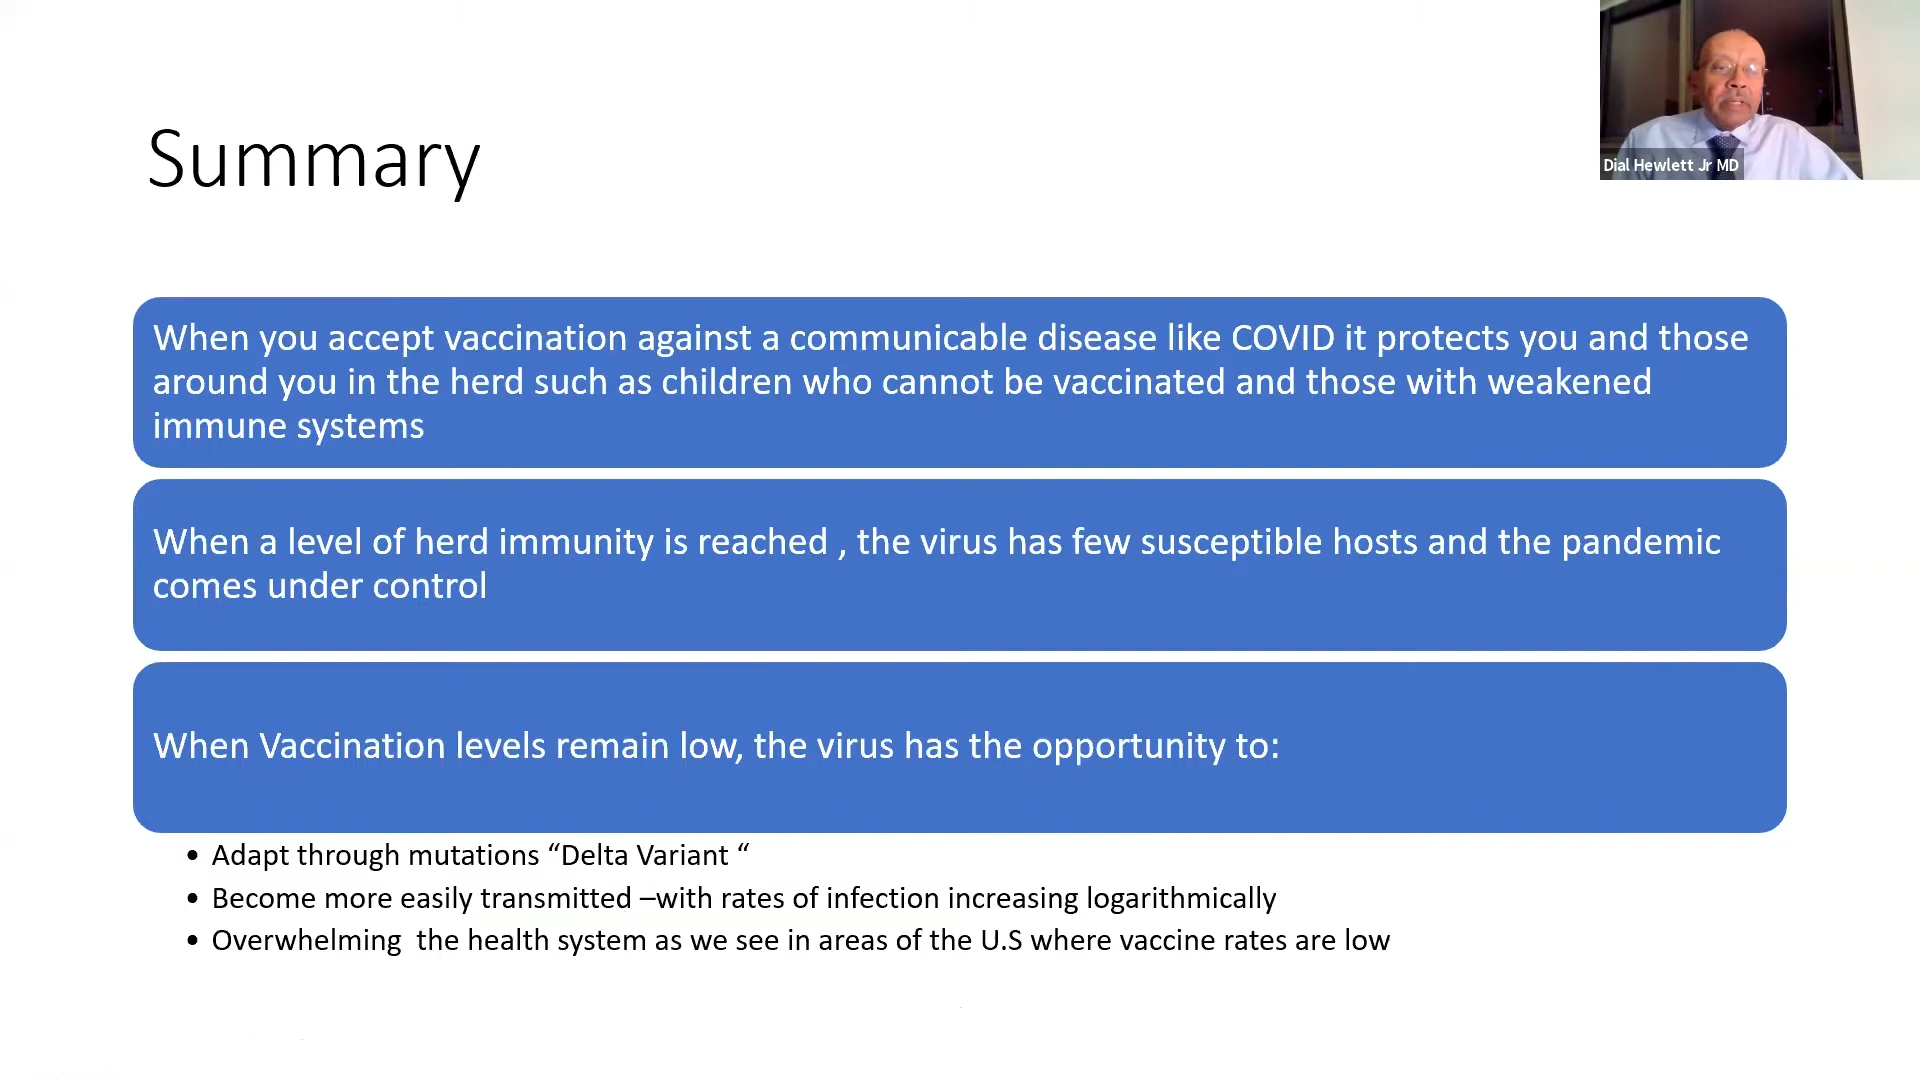 Summary
Dial Hewlett Jr MD
When you accept vaccination against a communicable disease like COVID it protects you and those
around you in the herd such as children who cannot be vaccinated and those with weakened
immune systems
When a level of herd immunity is reached , the virus has few susceptible hosts and the pandemic
comes under control
When Vaccination levels remain low, the virus has the opportunity to:
• Adapt through mutations “Delta Variant “
• Become more easily transmitted –with rates of infection increasing logarithmically
• Overwhelming  the health system as we see in areas of the U.S where vaccine rates are low